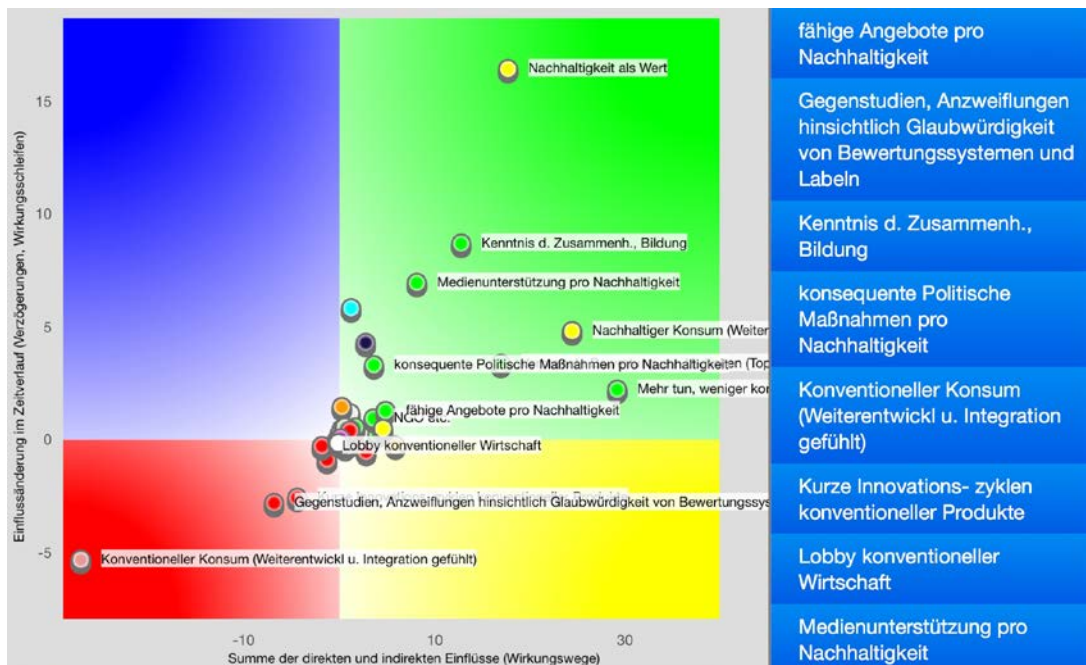 15
10
5
0
-5
-10
10
30
Einflussänderung im Zeitverlauf (Verzögerungen, Wirkungsschleifen)
Summe der direkten und indirekten Einflüsse (Wirkungswege)
Nachhaltigkeit als Wert
Kenntnis d. Zusammenh., Bildung
Medienunterstützung pro Nachhaltigkeit
Nachhaltiger Konsum (Weiter
konsequente Politische Maßnahmen pro Nachhaltigkeit
en (Top
Mehr tun, weniger kon
fähige Angebote pro Nachhaltigkeit
NGO etc.
Lobby konventioneller Wirtschaft
Gegenstudien, Anzweiflungen hinsichtlich Glaubwürdigkeit von Bewertungssys
Konventioneller Konsum (Weiterentwickl u. Integration gefühlt)
fähige Angebote pro
Nachhaltigkeit
Gegenstudien, Anzweiflungen
hinsichtlich Glaubwürdigkeit
von Bewertungssystemen und
Labeln
Kenntnis d. Zusammenh.,
Bildung
konsequente Politische
Maßnahmen pro
Nachhaltigkeit
Konventioneller Konsum
(Weiterentwickl u. Integration
gefühlt)
Kurze Innovations- zyklen
konventioneller Produkte
Lobby konventioneller
Wirtschaft
Medienunterstützung pro
Nachhaltigkeit